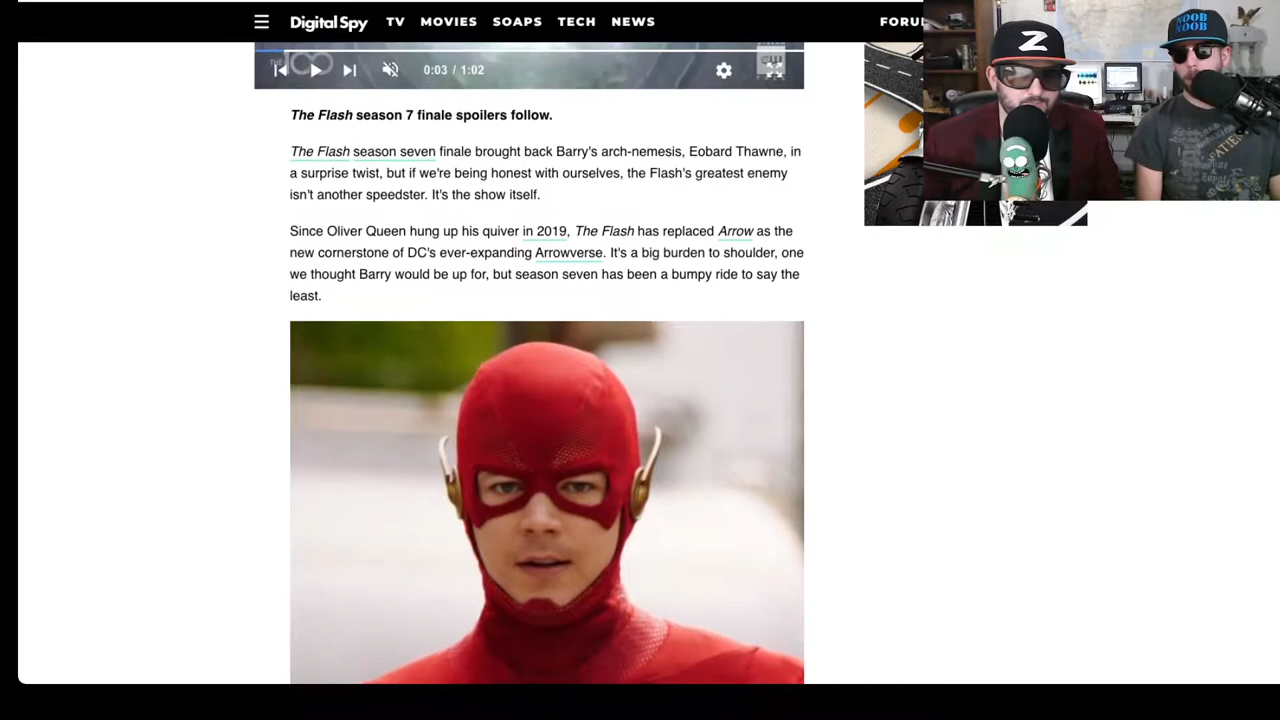 Digital Spy TV MOVIES SOAPS TECH NEWS
THE 100
0:03 / 1:02
The Flash season 7 finale spoilers follow.
The Flash season seven finale brought back Barry's arch-nemesis, Eobard Thawne, in
a surprise twist, but if we're being honest with ourselves, the Flash's greatest enemy
isn't another speedster. It's the show itself.
Since Oliver Queen hung up his quiver in 2019, The Flash has replaced Arrow as the
new cornerstone of DC's ever-expanding Arrowverse. It's a big burden to shoulder, one
we thought Barry would be up for, but season seven has been a bumpy ride to say the
least.
Z
NOOB
NOOB